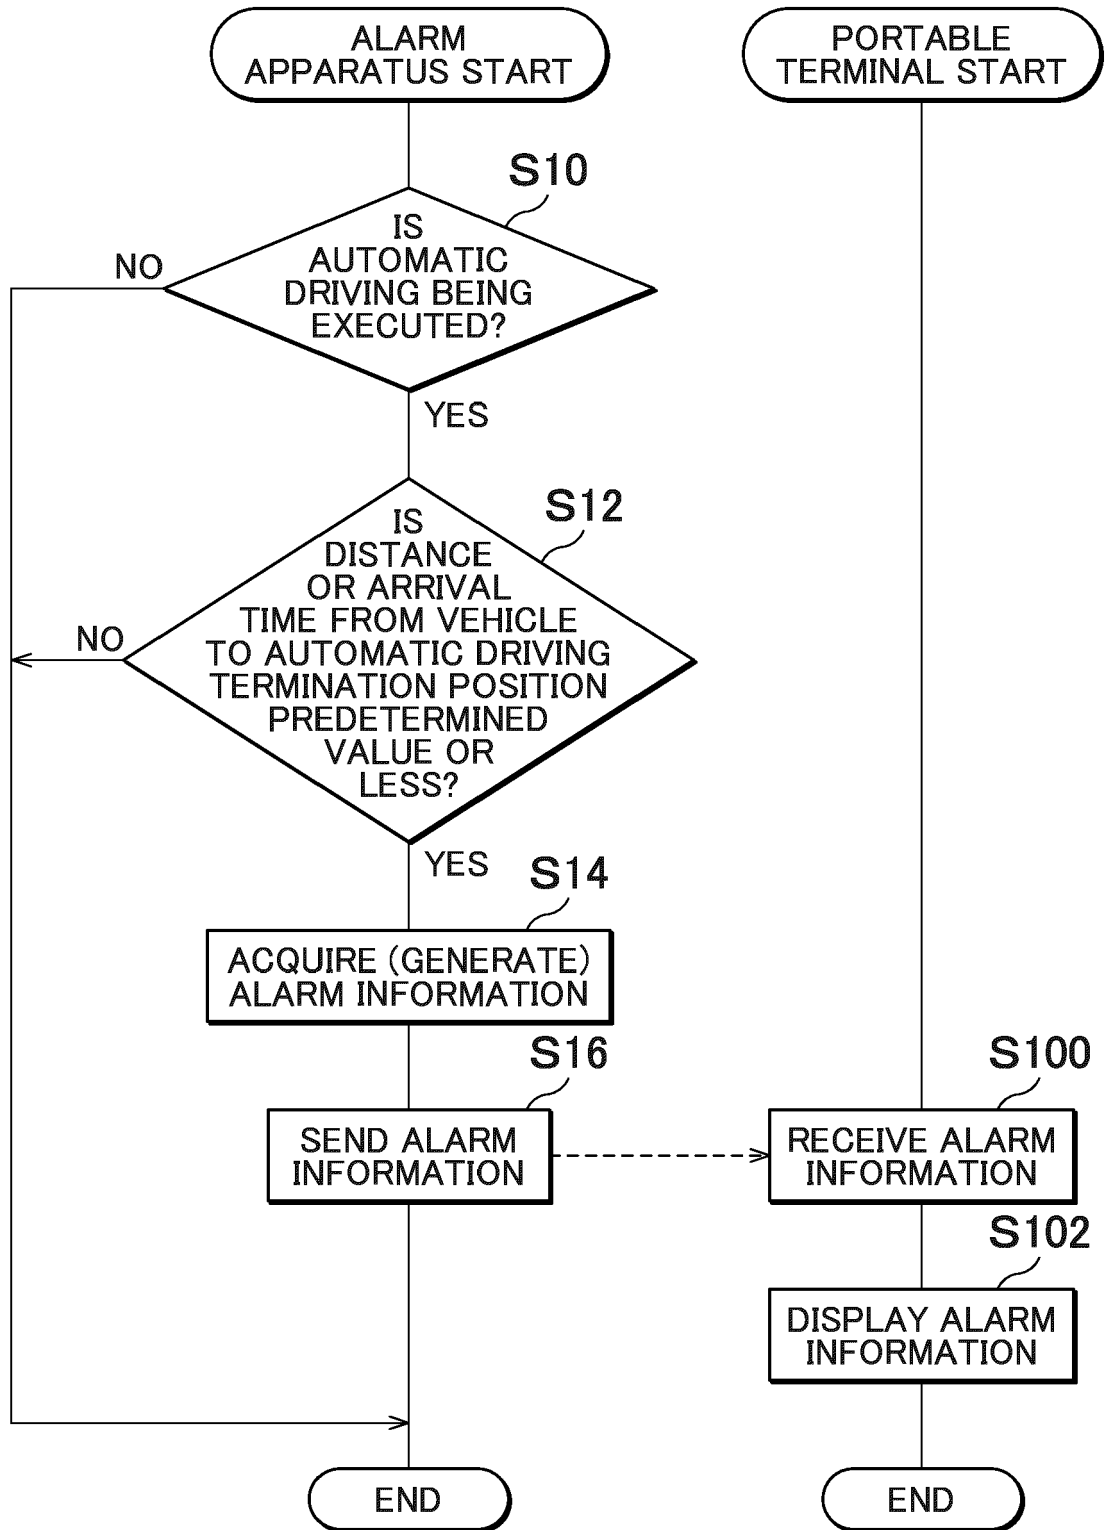 ALARM
APPARATUS START
PORTABLE
TERMINAL START
S10
IS
AUTOMATIC
DRIVING BEING
EXECUTED?
NO
YES
S12
IS
DISTANCE
OR ARRIVAL
TIME FROM VEHICLE
TO AUTOMATIC DRIVING
TERMINATION POSITION
PREDETERMINED
VALUE OR
LESS?
NO
YES
S14
ACQUIRE (GENERATE)
ALARM INFORMATION
S16
SEND ALARM
INFORMATION
S100
RECEIVE ALARM
INFORMATION
S102
DISPLAY ALARM
INFORMATION
END
END